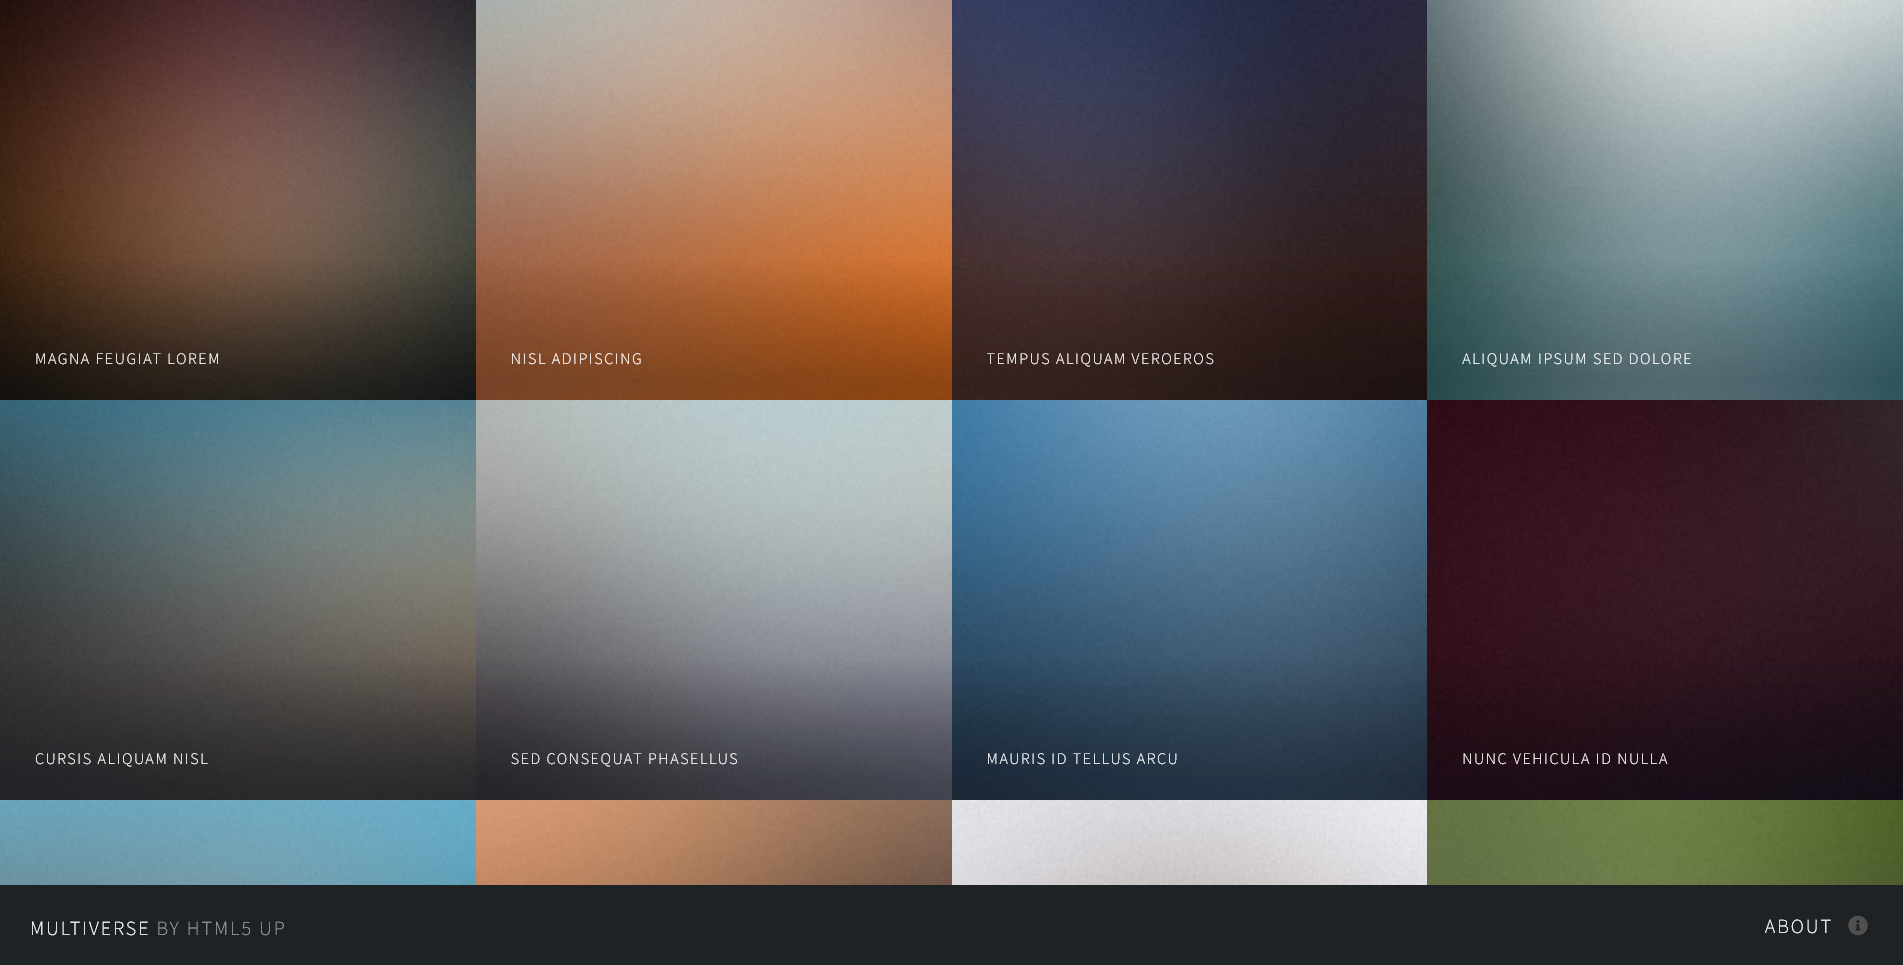 MAGNA FEUGIAT LOREM
NISL ADIPISCING
TEMPUS ALIQUAM VEROEROS
ALIQUAM IPSUM SED DOLORE
CURSIS ALIQUAM NISL
SED CONSEQUAT PHASELLUS
MAURIS ID TELLUS ARCU
NUNC VEHICULA ID NULLA
MULTIVERSE BY HTML5 UP
ABOUT